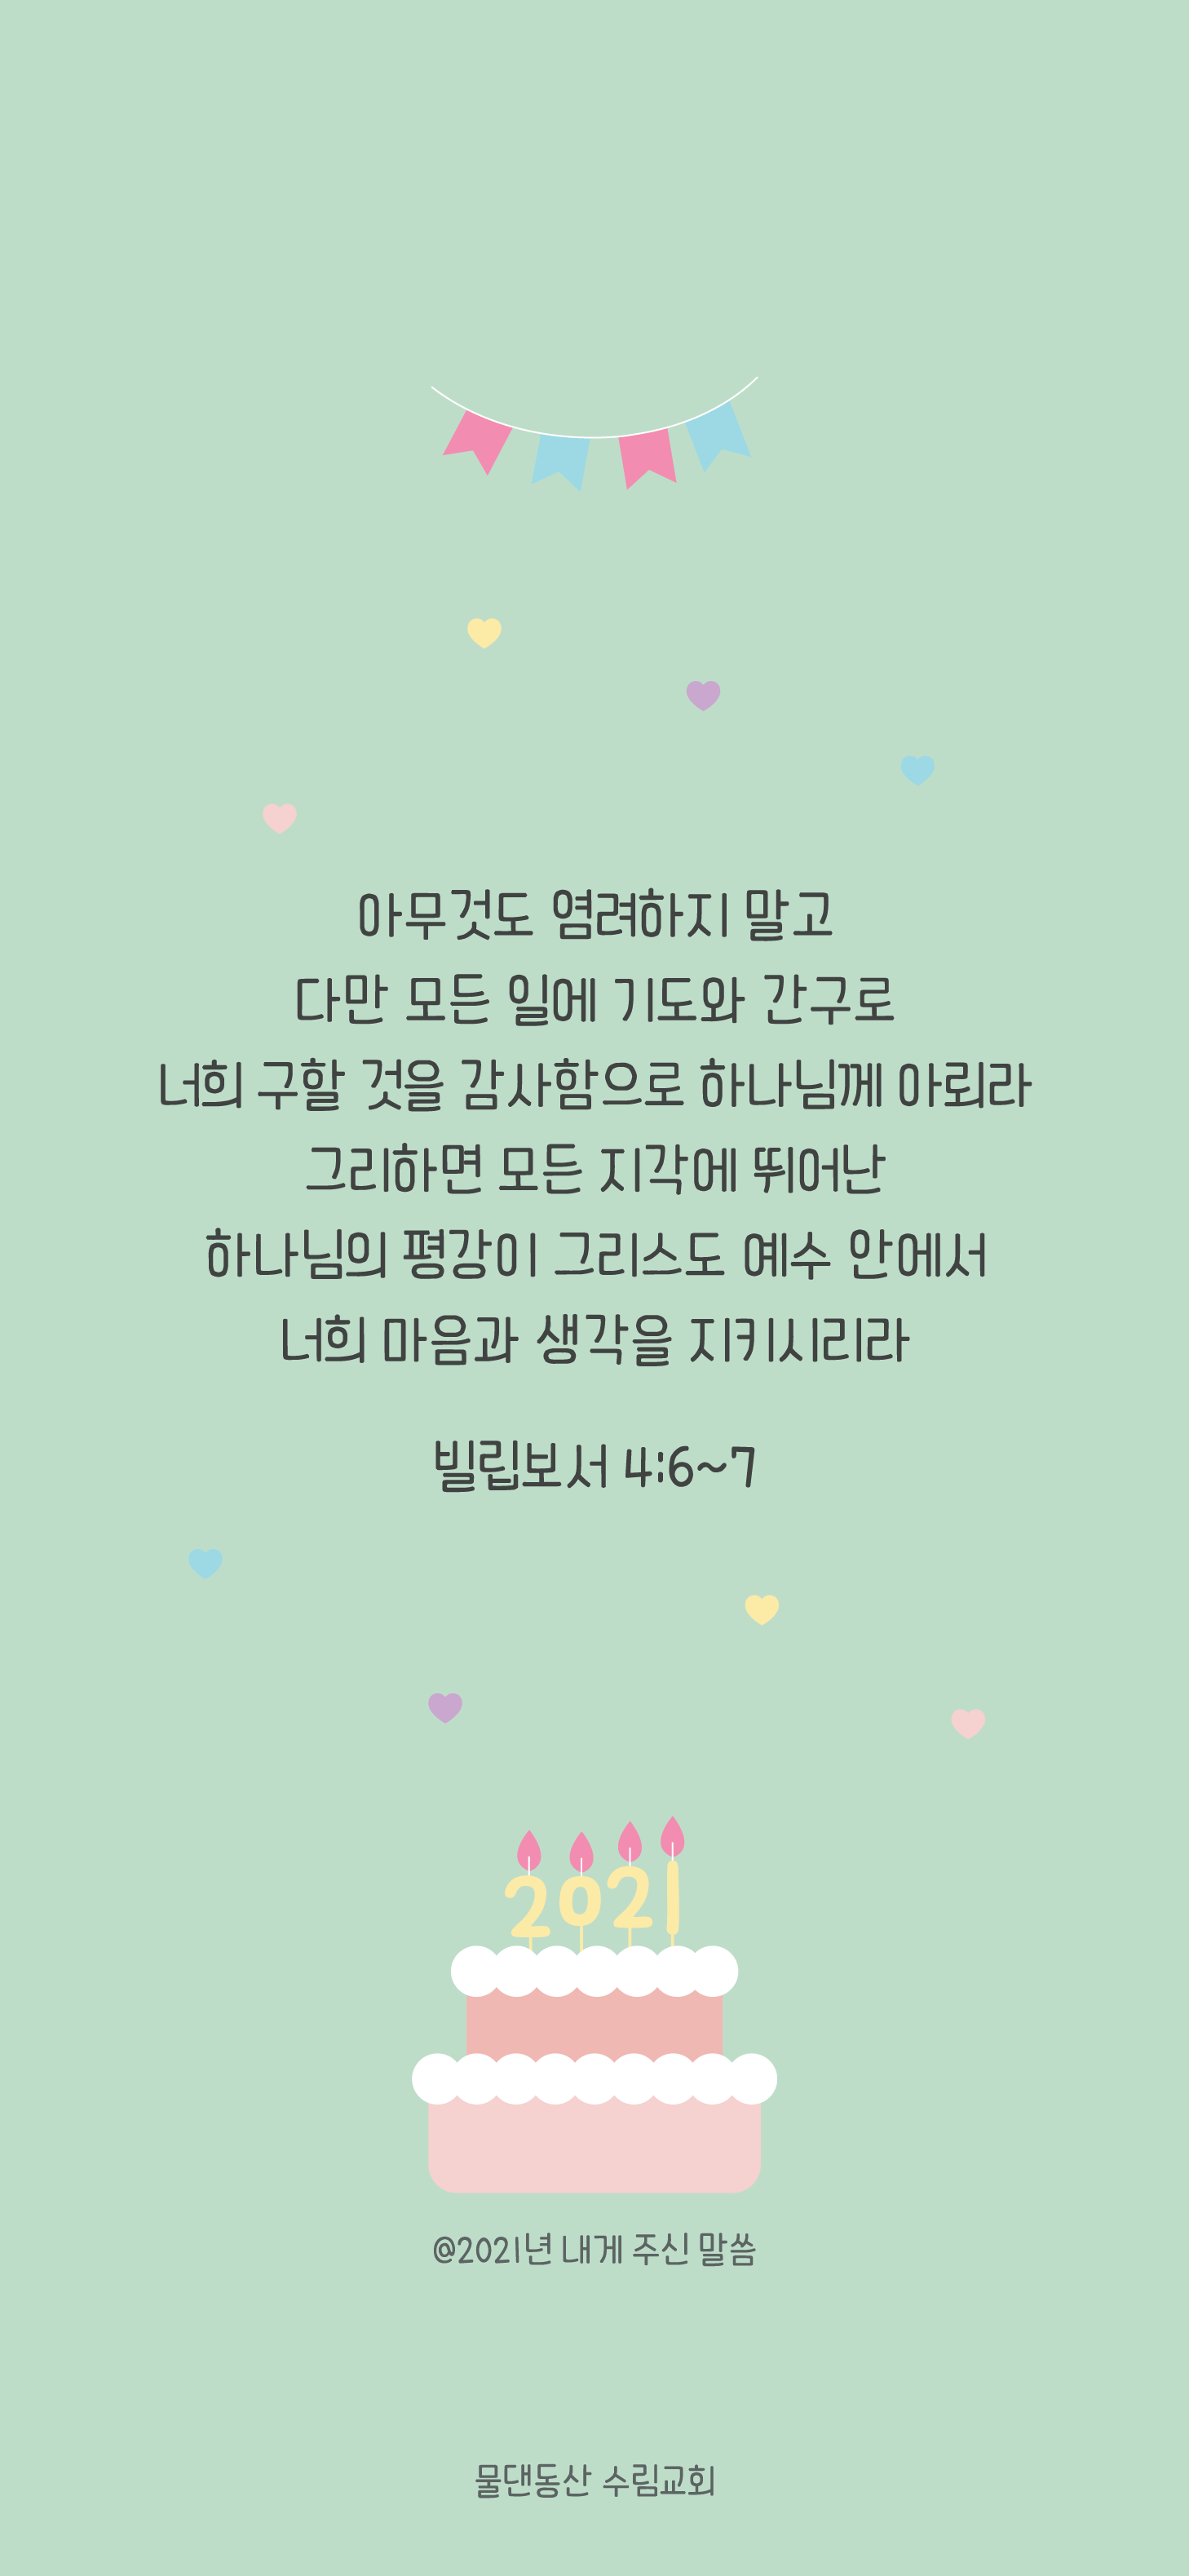 아무것도 염려하지 말고
다만 모든 일에 기도와 간구로
너희 구할 것을 감사함으로 하나님께 아뢰라
그리하면 모든 지각에 뛰어난
하나님의 평강이 그리스도 예수 안에서
너희 마음과 생각을 지키시리라
빌립보서 4:6~7
2021
@2021년 내게 주신 말씀
물댄동산 수림교회